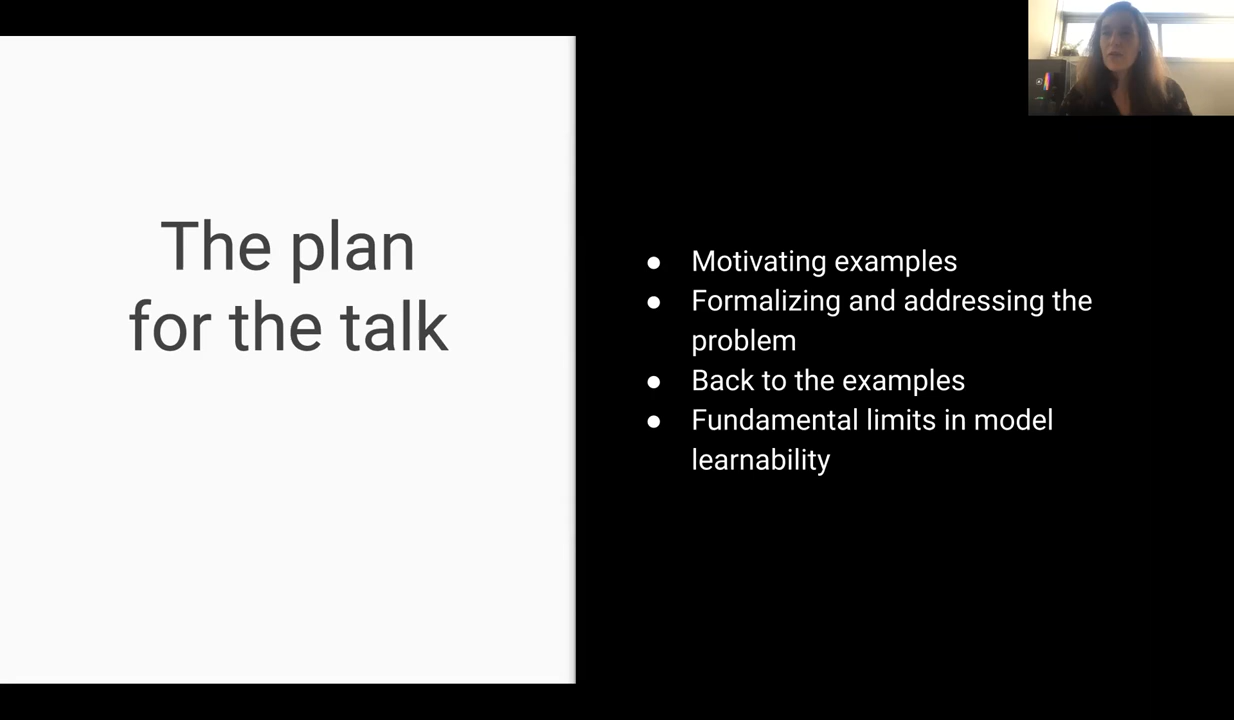 The plan
for the talk
● Motivating examples
● Formalizing and addressing the
problem
● Back to the examples
● Fundamental limits in model
learnability